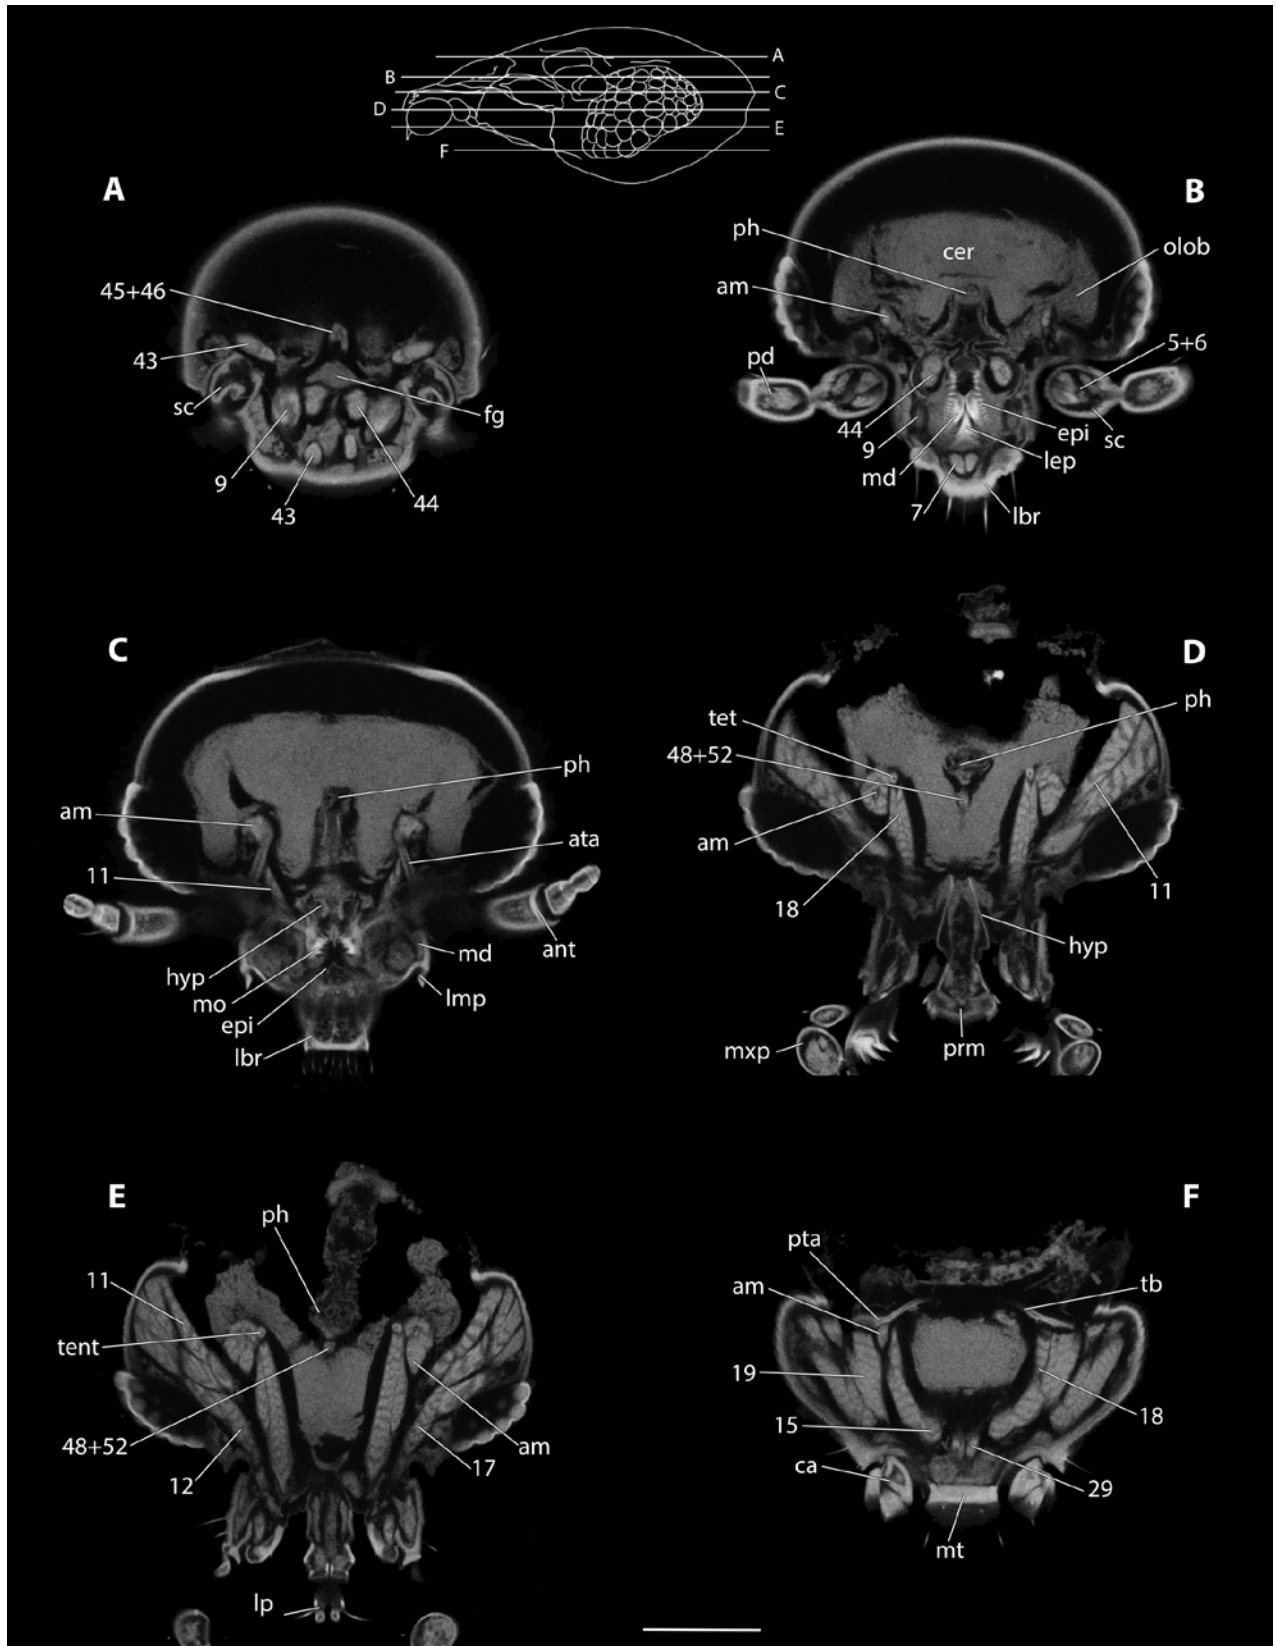 A
B
C
D
E
F
A
45+46
43
sc
fg
9
43
44
B
ph
cer
olob
am
5+6
pd
44
9
epi
sc
md
lep
7
lbr
C
ph
am
ata
11
hyp
md
ant
mo
lmp
epi
lbr
D
tet
ph
48+52
am
11
18
hyp
mxp
prm
E
ph
11
tent
48+52
am
12
17
lp
F
pta
am
tb
19
18
15
ca
29
mt